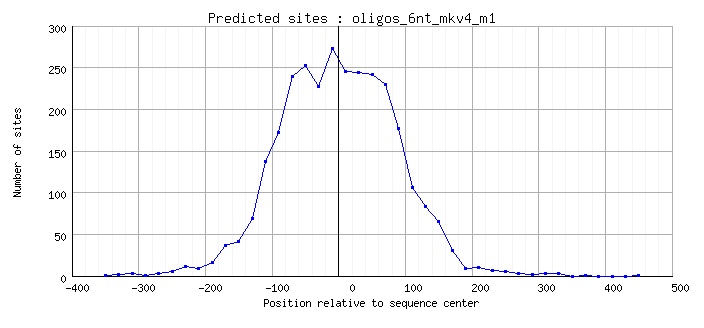 Predicted sites : oligos_6nt_mkv4_m1
300
250
200
150
100
50
0
Number of sites
-400 -300 -200 -100 0 100 200 300 400 500
Position relative to sequence center